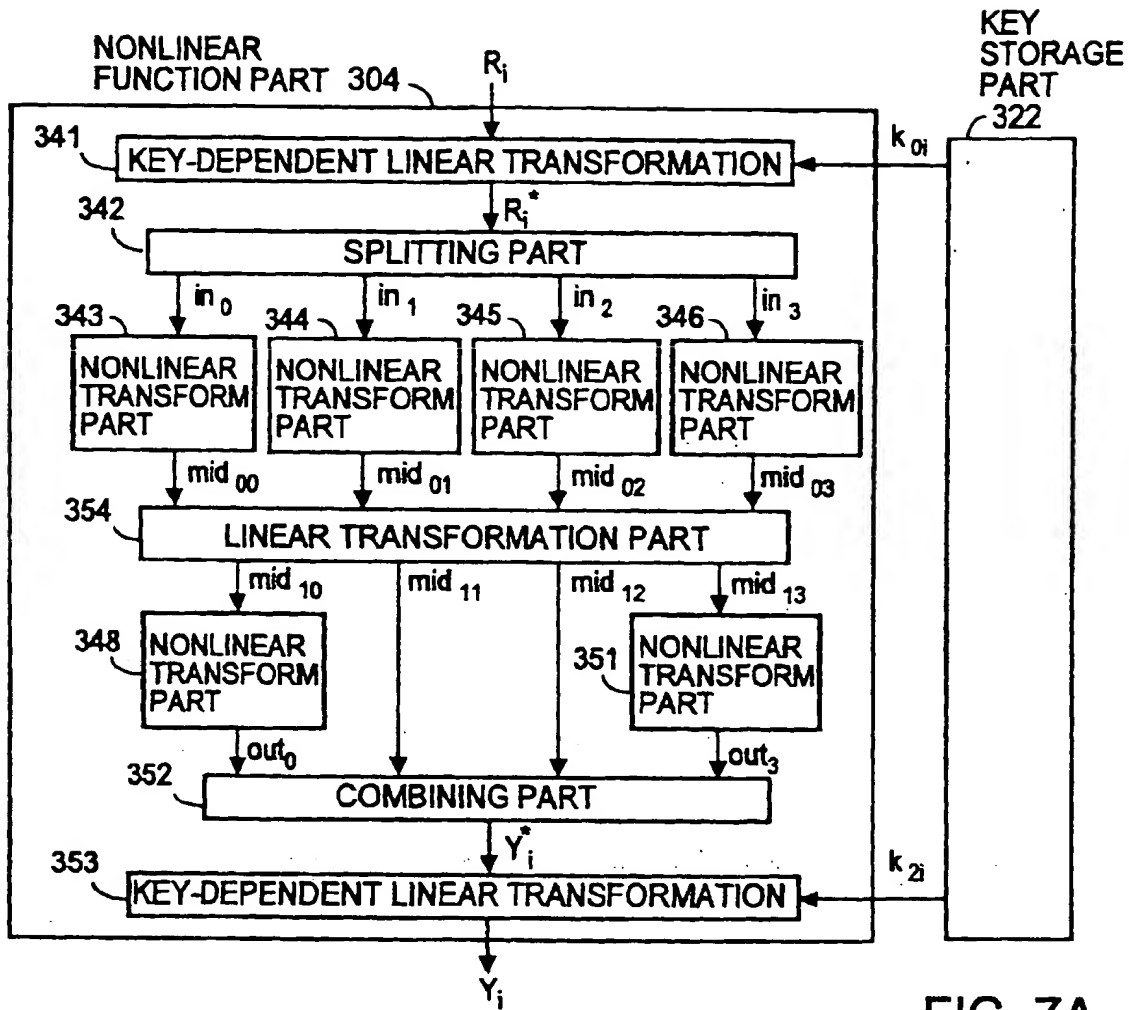 NONLINEAR
FUNCTION PART 304
R_i
KEY
STORAGE
PART
322
341
KEY-DEPENDENT LINEAR TRANSFORMATION
k_0i
R_i^*
342
SPLITTING PART
in_0
in_1
in_2
in_3
343
344
345
346
NONLINEAR
TRANSFORM
PART
NONLINEAR
TRANSFORM
PART
NONLINEAR
TRANSFORM
PART
NONLINEAR
TRANSFORM
PART
mid_00
mid_01
mid_02
mid_03
354
LINEAR TRANSFORMATION PART
mid_10
mid_11
mid_12
mid_13
348
NONLINEAR
TRANSFORM
PART
351
NONLINEAR
TRANSFORM
PART
out_0
out_3
352
COMBINING PART
Y_i^*
353
KEY-DEPENDENT LINEAR TRANSFORMATION
k_2i
Y_i
FIG. 7A